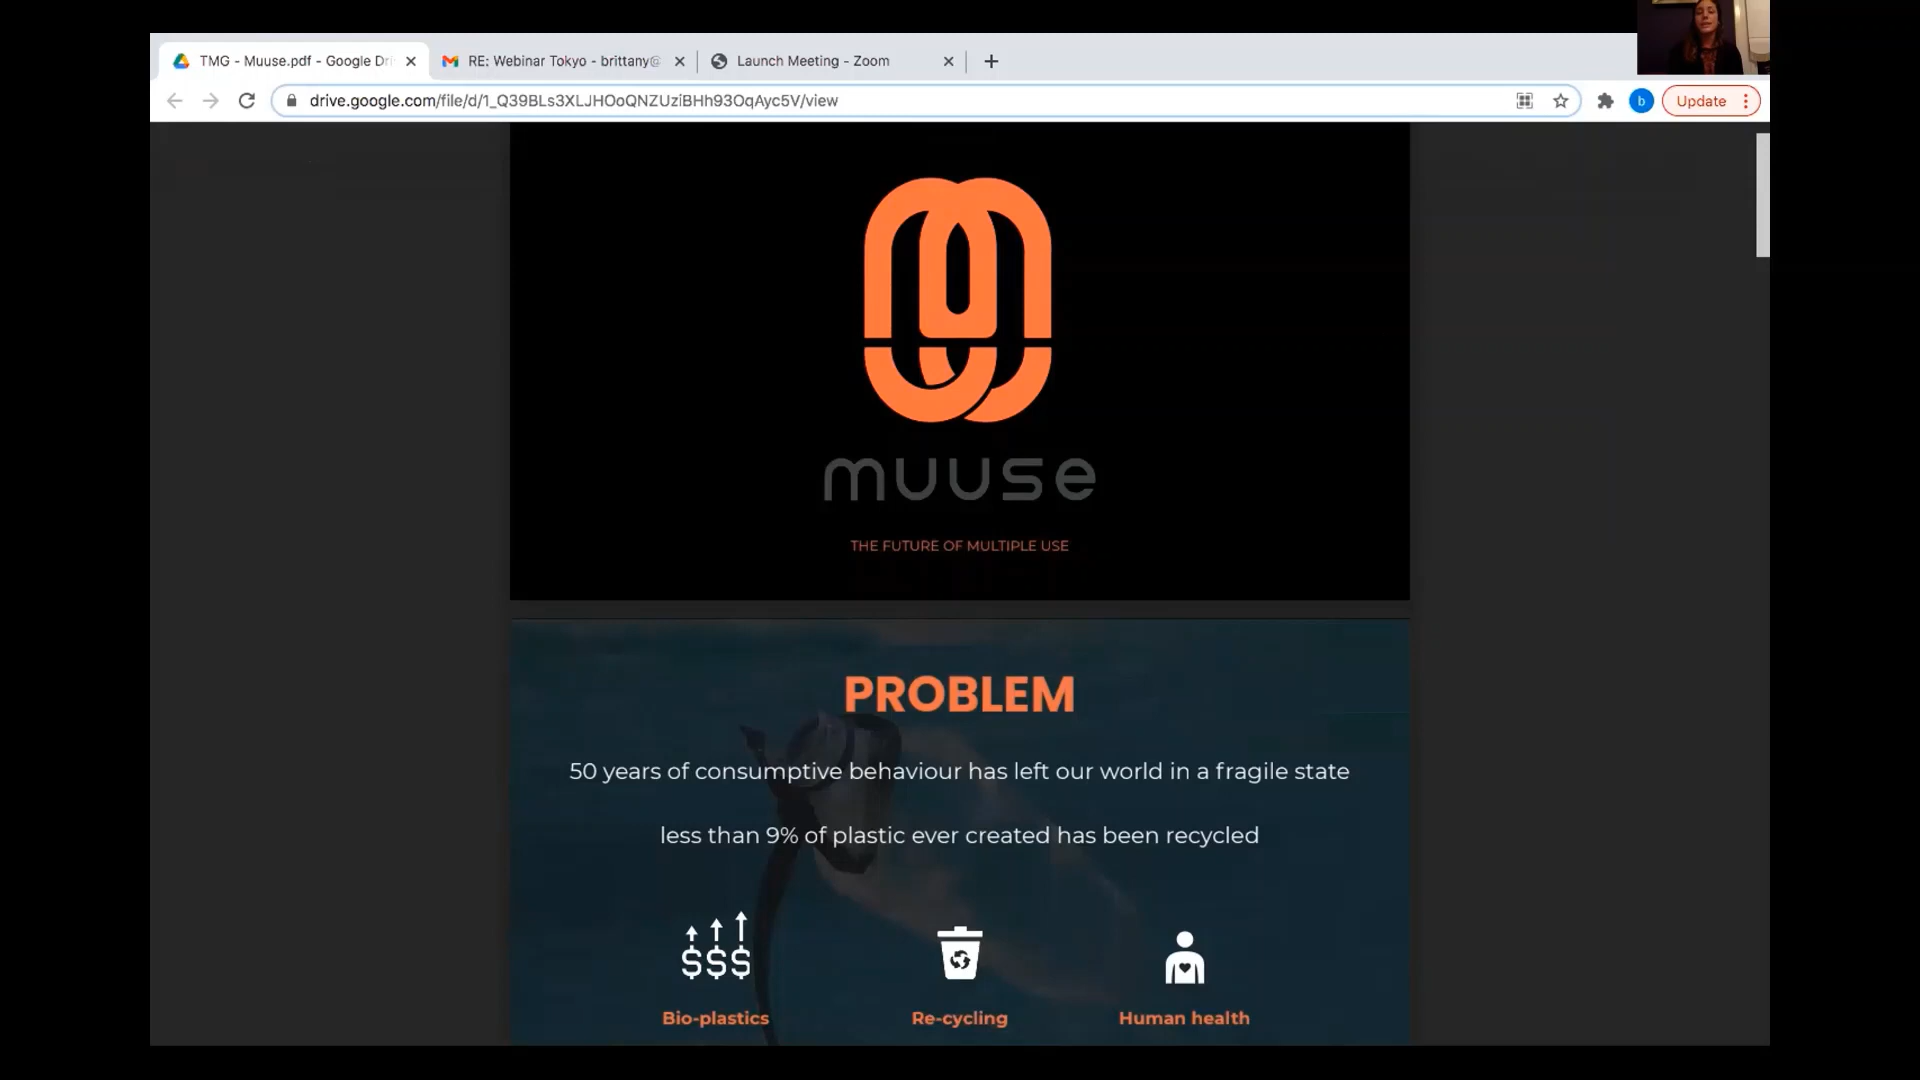 TMG - Muuse.pdf - Google Dri
RE: Webinar Tokyo - brittany@
Launch Meeting - Zoom
drive.google.com/file/d/1_Q39BLs3XLJHOoQNZUziBHh93OqAyc5V/view
b
Update
muuse
THE FUTURE OF MULTIPLE USE
PROBLEM
50 years of consumptive behaviour has left our world in a fragile state
less than 9% of plastic ever created has been recycled
$$$
Bio-plastics
Re-cycling
Human health